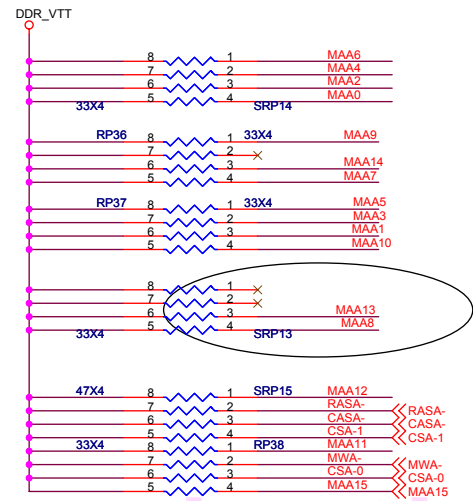 DDR_VTT
8 1 MAA6
7 2 MAA4
6 3 MAA2
5 4 MAA0
33X4 SRP14
RP36 8 1 33X4 MAA9
7 2
6 3 MAA14
5 4 MAA7
RP37 8 1 33X4 MAA5
7 2 MAA3
6 3 MAA1
5 4 MAA10
8 1
7 2
6 3 MAA13
5 4 MAA8
33X4 SRP13
47X4 8 1 SRP15 MAA12
7 2 RASA- RASA-
6 3 CASA- CASA-
5 4 CSA-1 CSA-1
33X4 8 1 RP38 MAA11
7 2 MWA- MWA-
6 3 CSA-0 CSA-0
5 4 MAA15 MAA15